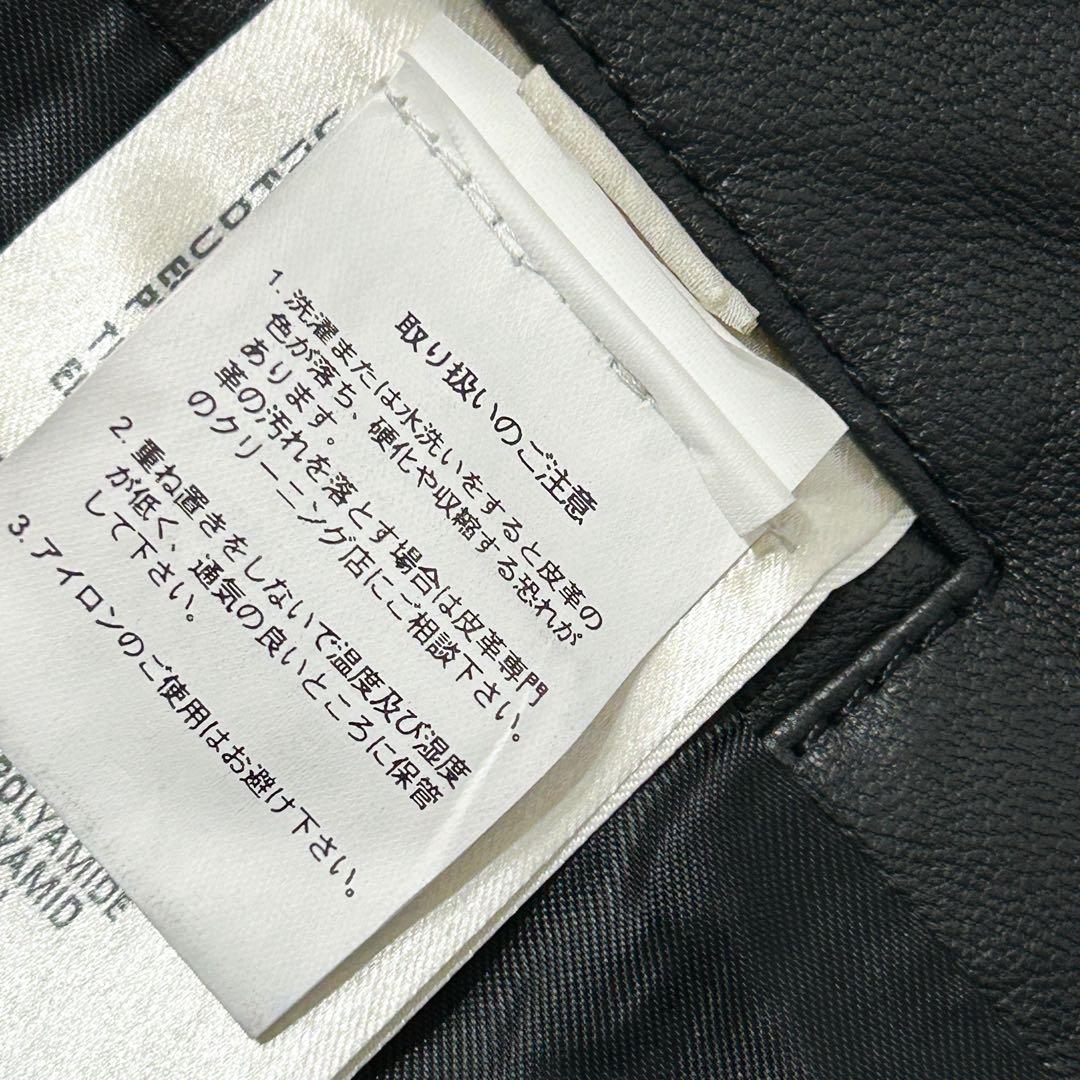 取り扱いのご注意
1. 洗濯または水洗いをすると皮革の
色が落ち、硬化や収縮する恐れが
あります。
革の汚れを落とす場合は皮革専門
のクリーニング店にご相談下さい。
2. 重ね置きをしないで温度及び湿度
が低く、通気の良いところに保管
して下さい。
3. アイロンのご使用はお避け下さい。
POLYAMIDE